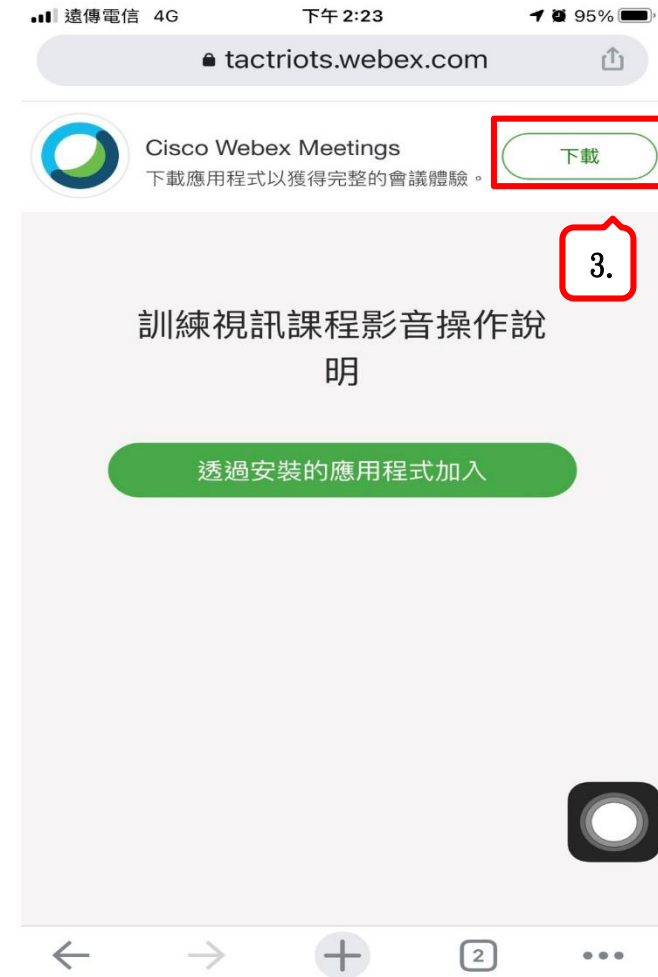 遠傳電信 4G 下午 2:23 95%
tactriots.webex.com
Cisco Webex Meetings
下載應用程式以獲得完整的會議體驗。
下載
3.
訓練視訊課程影音操作說
明
透過安裝的應用程式加入
2